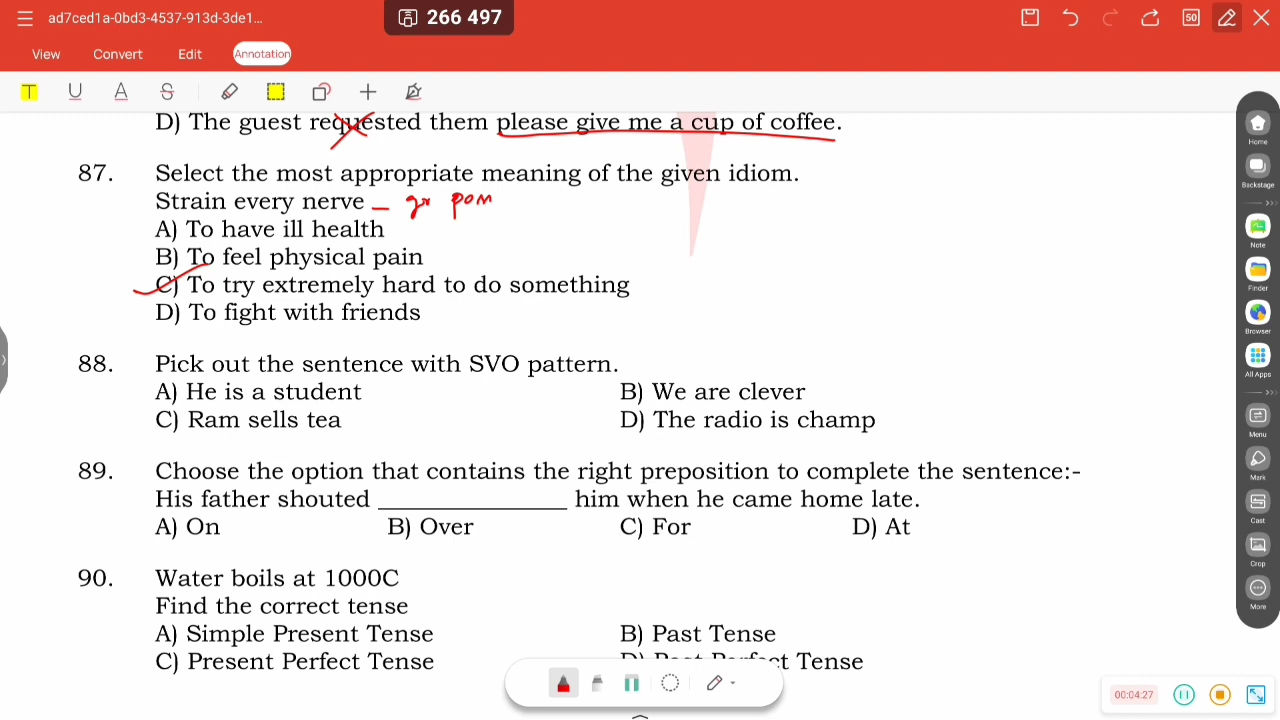 ad7ced1a-0bd3-4537-913d-3de1...
266 497
50
View Convert Edit Annotation
T U A S
D) The guest requested them please give me a cup of coffee.
87. Select the most appropriate meaning of the given idiom.
Strain every nerve
A) To have ill health
B) To feel physical pain
C) To try extremely hard to do something
D) To fight with friends
88. Pick out the sentence with SVO pattern.
A) He is a student B) We are clever
C) Ram sells tea D) The radio is champ
89. Choose the option that contains the right preposition to complete the sentence:-
His father shouted ______________ him when he came home late.
A) On B) Over C) For D) At
90. Water boils at 1000C
Find the correct tense
A) Simple Present Tense B) Past Tense
C) Present Perfect Tense D) Past Perfect Tense
Home
Backstage
Note
Finder
Browser
All Apps
Menu
Mark
Cast
Crop
More
00:04:27